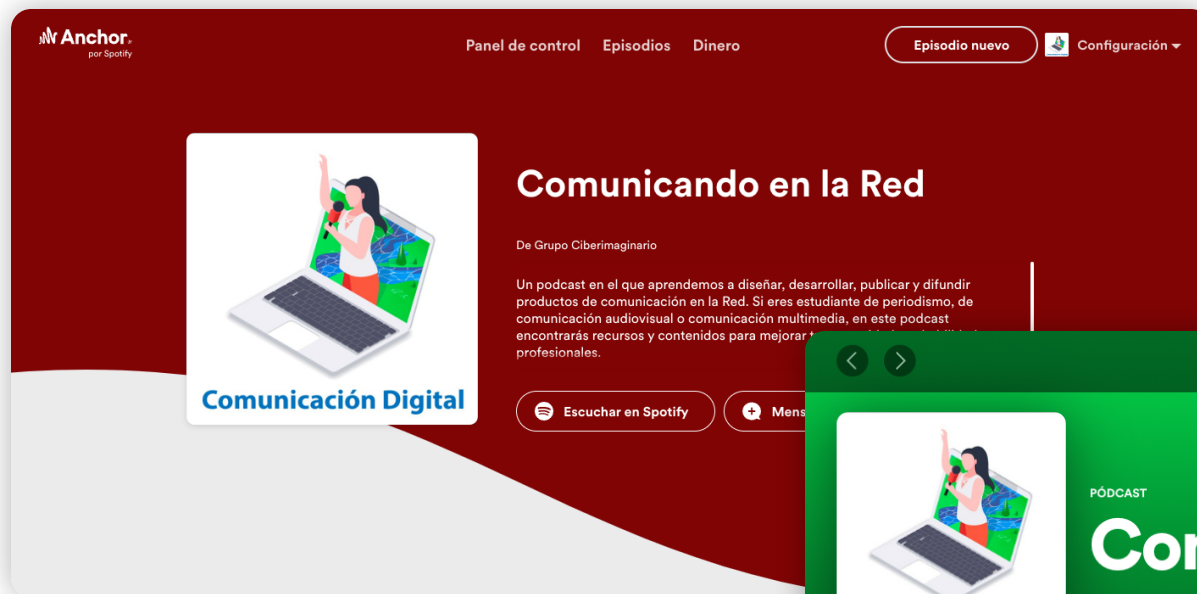 Anchor
por Spotify
Panel de control Episodios Dinero
Episodio nuevo
Configuración
Comunicando en la Red
De Grupo Ciberimaginario
Un podcast en el que aprendemos a diseñar, desarrollar, publicar y difundir
productos de comunicación en la Red. Si eres estudiante de periodismo, de
comunicación audiovisual o comunicación multimedia, en este podcast
encontrarás recursos y contenidos para mejorar
profesionales.
Comunicación Digital
Escuchar en Spotify
Mens
PÓDCAST
Con